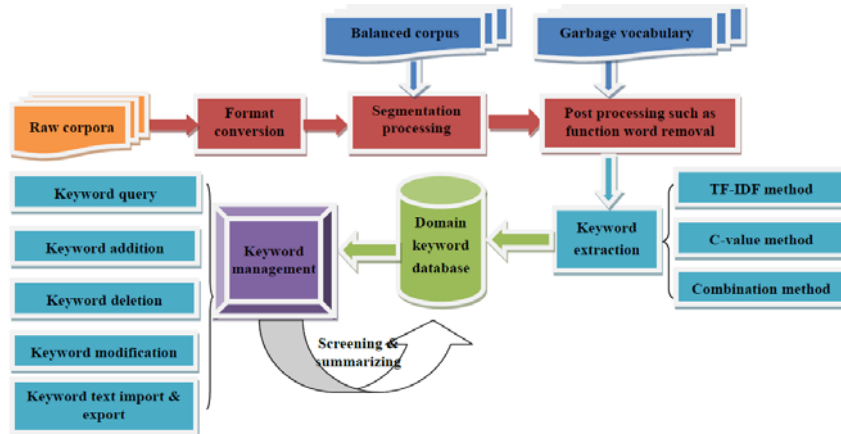 Balanced corpus
Garbage vocabulary
Raw corpora
Format
conversion
Segmentation
processing
Post processing such as
function word removal
Keyword query
Keyword addition
Keyword deletion
Keyword modification
Keyword text import &
export
Keyword
management
Domain
keyword
database
Keyword
extraction
TF-IDF method
C-value method
Combination method
Screening &
summarizing